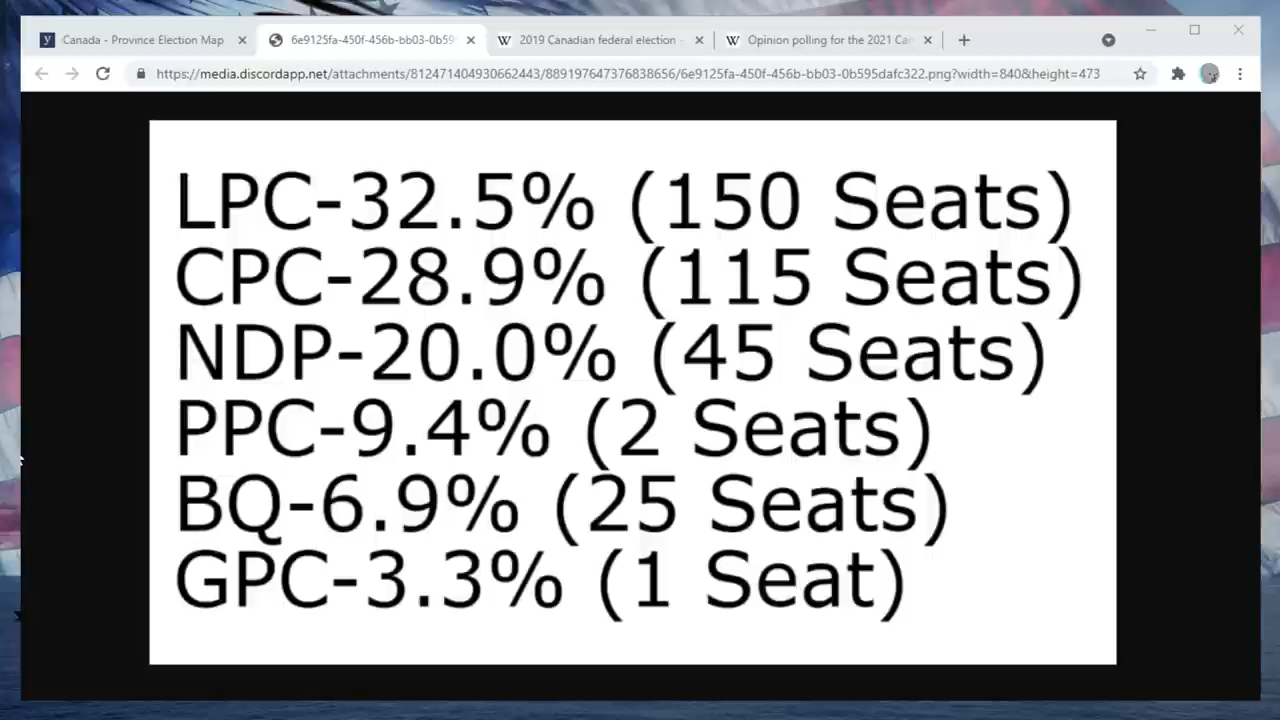 Canada - Province Election Map
6e9125fa-450f-456b-bb03-0b59
2019 Canadian federal election -
Opinion polling for the 2021 Can
https://media.discordapp.net/attachments/812471404930662443/889197647376838656/6e9125fa-450f-456b-bb03-0b595dafc322.png?width=840&height=473
LPC-32.5% (150 Seats)
CPC-28.9% (115 Seats)
NDP-20.0% (45 Seats)
PPC-9.4% (2 Seats)
BQ-6.9% (25 Seats)
GPC-3.3% (1 Seat)